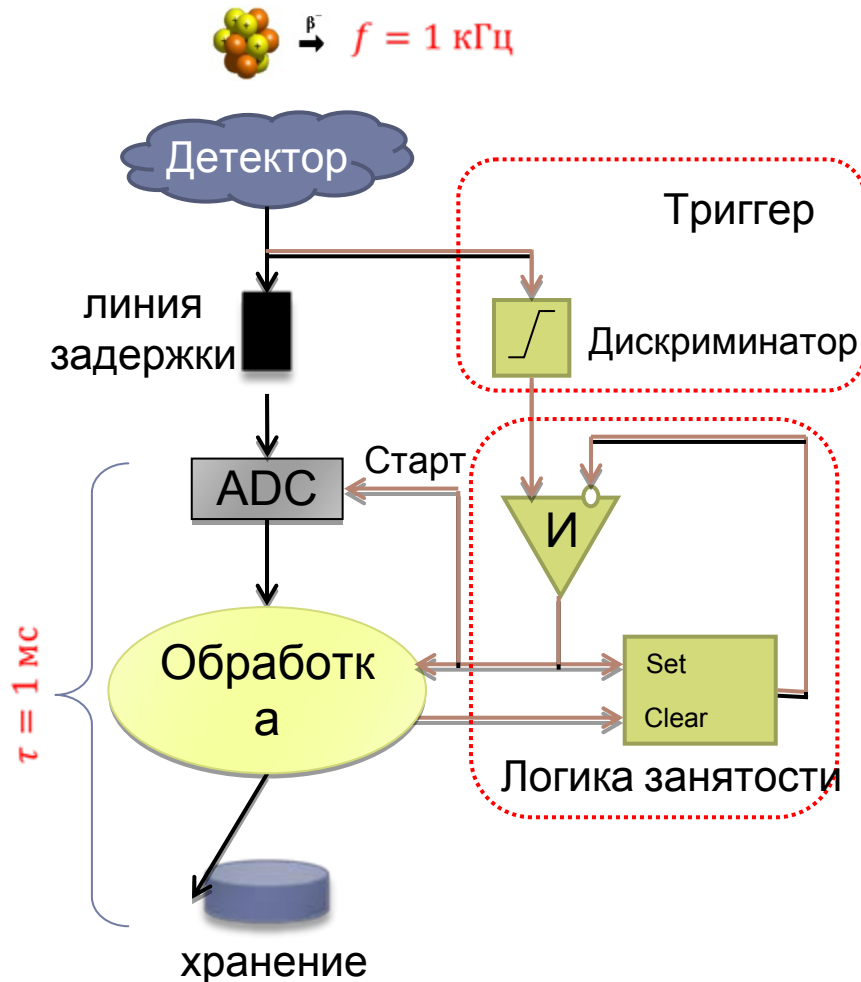 β⁻ f = 1 кГц
Детектор
Триггер
линия
задержки
Дискриминатор
Старт
ADC
И
Обработк
а
Set
Clear
τ = 1 мс
Логика занятости
хранение